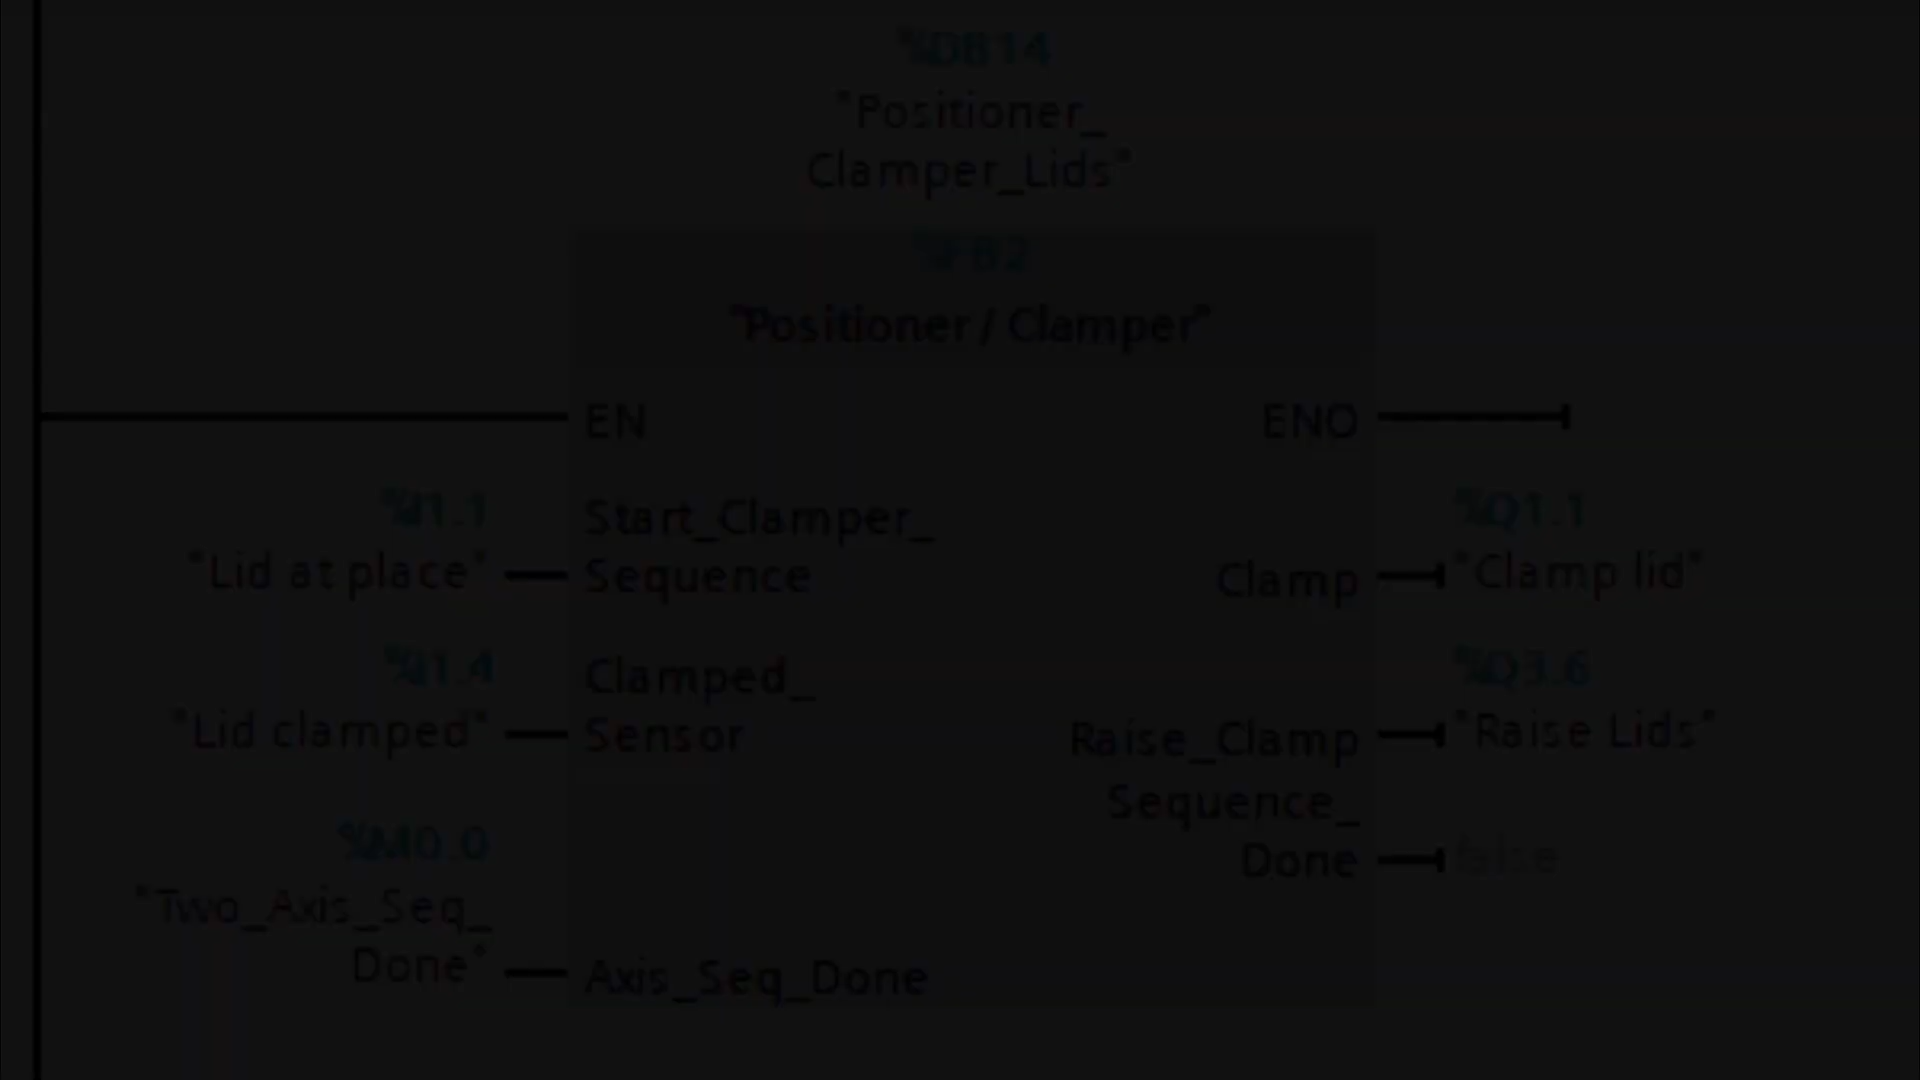 %DB14
"Positioner_
Clamper_Lids"
%FB2
"Positioner / Clamper"
EN
ENO
%I1.1
"Lid at place"
Start_Clamper_
Sequence
Clamp
%Q1.1
"Clamp lid"
%I1.4
"Lid clamped"
Clamped_
Sensor
Raise_Clamp
%Q3.6
"Raise Lids"
Sequence_
Done
false
%M0.0
"Two_Axis_Seq_
Done"
Axis_Seq_Done